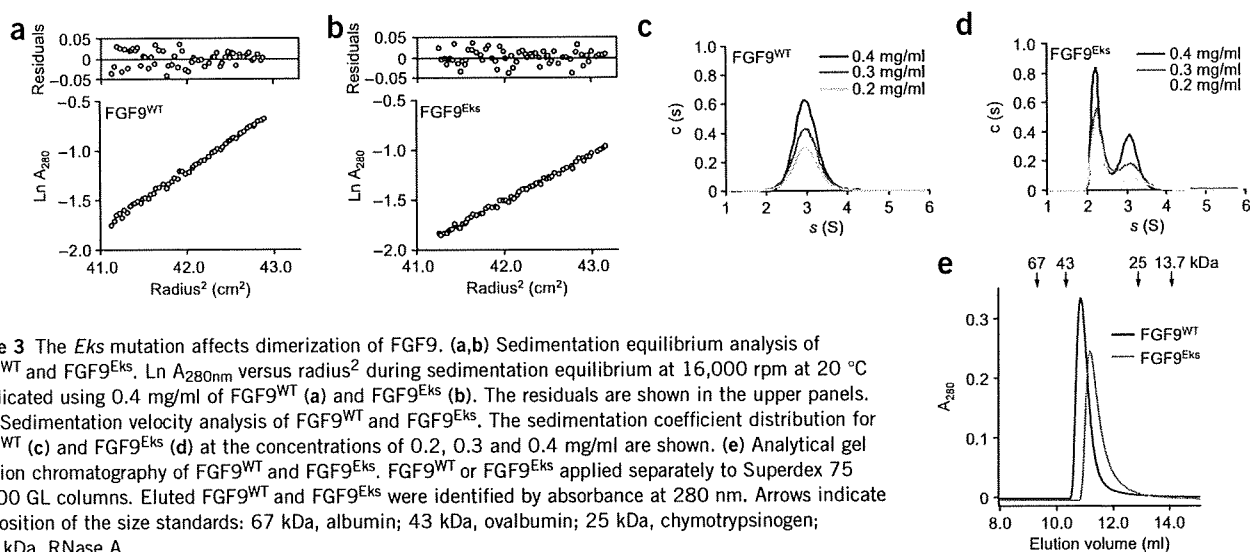 a
b
c
d
e
Residuals
0.05
0
−0.05
Ln A280
−0.5
−1.0
−1.5
−2.0
FGF9WT
41.0 42.0 43.0
Radius² (cm²)
Residuals
0.05
0
−0.05
Ln A280
−0.5
−1.0
−1.5
−2.0
FGF9Eks
41.0 42.0 43.0
Radius² (cm²)
c (s)
1.0
0.8
0.6
0.4
0.2
0
FGF9WT
0.4 mg/ml
0.3 mg/ml
0.2 mg/ml
1 2 3 4 5 6
s (S)
c (s)
1.0
0.8
0.6
0.4
0.2
0
FGF9Eks
0.4 mg/ml
0.3 mg/ml
0.2 mg/ml
1 2 3 4 5 6
s (S)
67 43 25 13.7 kDa
A280
0.3
0.2
0.1
0
FGF9WT
FGF9Eks
8.0 10.0 12.0 14.0
Elution volume (ml)
3 The Eks mutation affects dimerization of FGF9. (a,b) Sedimentation equilibrium analysis of
WT and FGF9Eks. Ln A280nm versus radius² during sedimentation equilibrium at 16,000 rpm at 20 °C
using 0.4 mg/ml of FGF9WT (a) and FGF9Eks (b). The residuals are shown in the upper panels.
Sedimentation velocity analysis of FGF9WT and FGF9Eks. The sedimentation coefficient distribution for
WT (c) and FGF9Eks (d) at the concentrations of 0.2, 0.3 and 0.4 mg/ml are shown. (e) Analytical gel
chromatography of FGF9WT and FGF9Eks. FGF9WT or FGF9Eks applied separately to Superdex 75
GL columns. Eluted FGF9WT and FGF9Eks were identified by absorbance at 280 nm. Arrows indicate
of the size standards: 67 kDa, albumin; 43 kDa, ovalbumin; 25 kDa, chymotrypsinogen;
kDa, RNase A